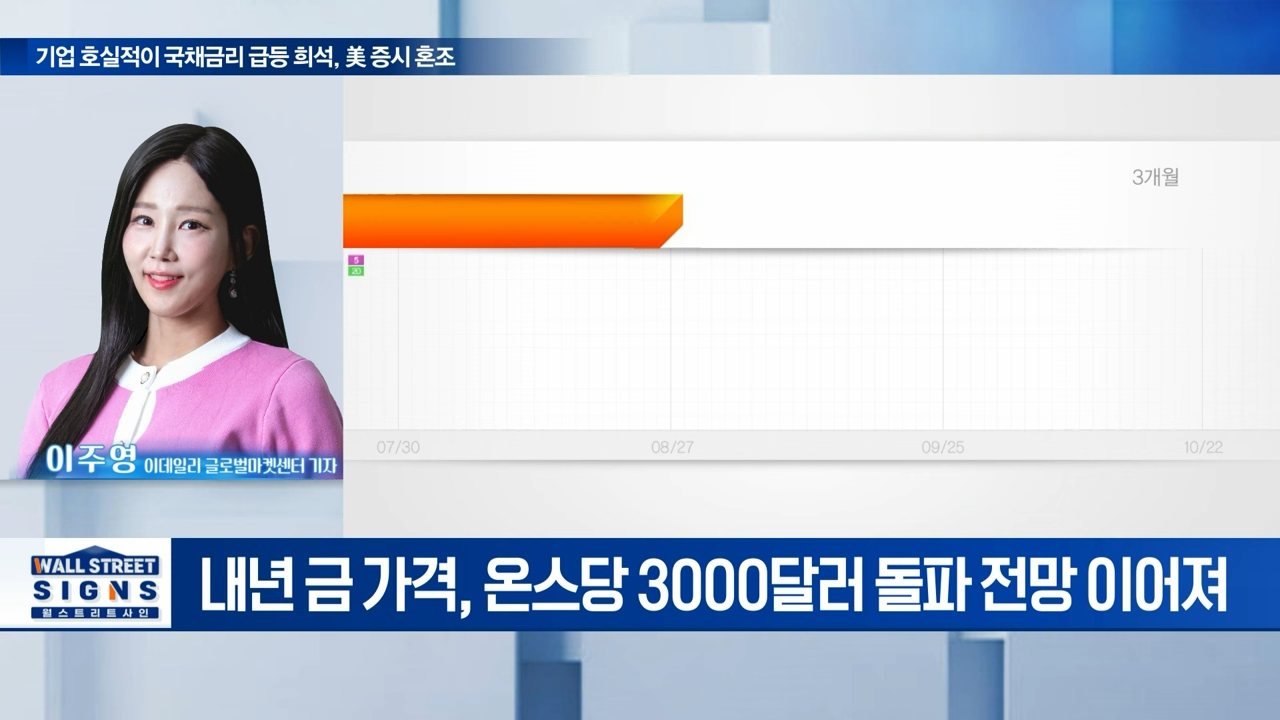 기업 호실적이 국채금리 급등 희석, 美 증시 혼조
3개월
5
20
07/30 08/27 09/25 10/22
이주영 이데일리 글로벌마켓센터 기자
WALL STREET
SIGNS
월스트리트사인
내년 금 가격, 온스당 3000달러 돌파 전망 이어져